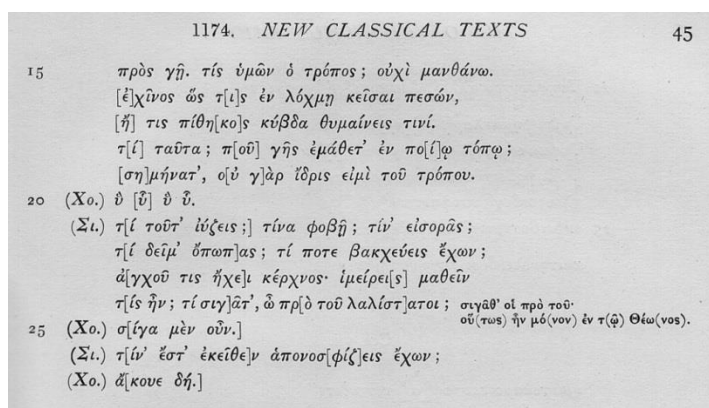 1174. NEW CLASSICAL TEXTS 45
15 πρὸς γῇ. τίς ὑμῶν ὁ τρόπος; οὐχὶ μανθάνω.
[ἐ]χῖνος ὥς τ[ι]ς ἐν λόχμῃ κεῖσαι πεσών,
[ἤ] τις πίθη[κο]ς κύβδα θυμαίνεις τινί.
τ[ί] ταῦτα; π[οῦ] γῆς ἐμάθετ' ἐν πο[ί]ῳ τόπῳ;
[ση]μήνατ', ο[ὐ γ]ὰρ ἴδρις εἰμὶ τοῦ τρόπου.
20 (Χο.) ὒ [ὖ] ὒ ὖ.
(Σι.) τ[ί τοῦτ' ἰύζεις;] τίνα φοβῇ; τίν' εἰσορᾷς;
τ[ί δεῖμ' ὄπωπ]ας; τί ποτε βακχεύεις ἔχων;
ἀ[γχοῦ τις ἤχε]ι κέρχνος· ἱμείρει[ς] μαθεῖν
τ[ίς ἦν; τί σιγ]ᾶτ', ὦ πρ[ὸ τοῦ λαλίστ]ατοι; σιγᾶθ' οἱ πρὸ τοῦ·
οὕ(τως) ἦν μό(νον) ἐν τ(ῷ) Θέω(νος).
25 (Χο.) σ[ίγα μὲν οὖν.]
(Σι.) τ[ίν' ἔστ' ἐκεῖθε]ν ἀπονοσ[φίζ]εις ἔχων;
(Χο.) ἄ[κουε δή.]